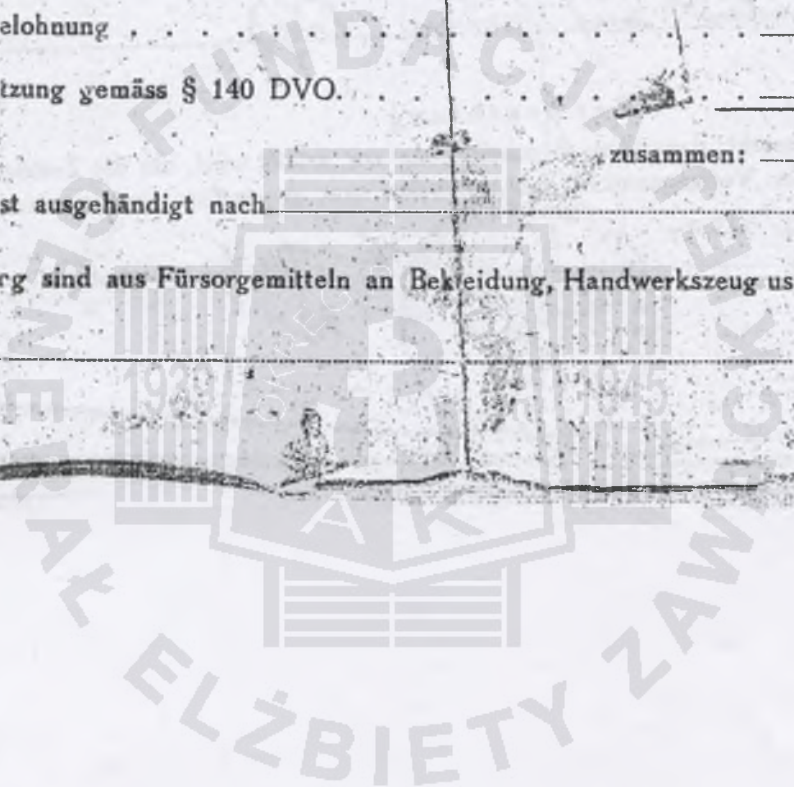 elohnung . . . . . . . . . . . . . . . . . .
tzung gemäss § 140 DVO. . . . . . . . .
zusammen:
st ausgehändigt nach
rg sind aus Fürsorgemitteln an Bekleidung, Handwerkszeug us
FUNDACJA GENERAŁ ELŻBIETY ZAWACKIEJ
1939 1945
OKRĘG
AK